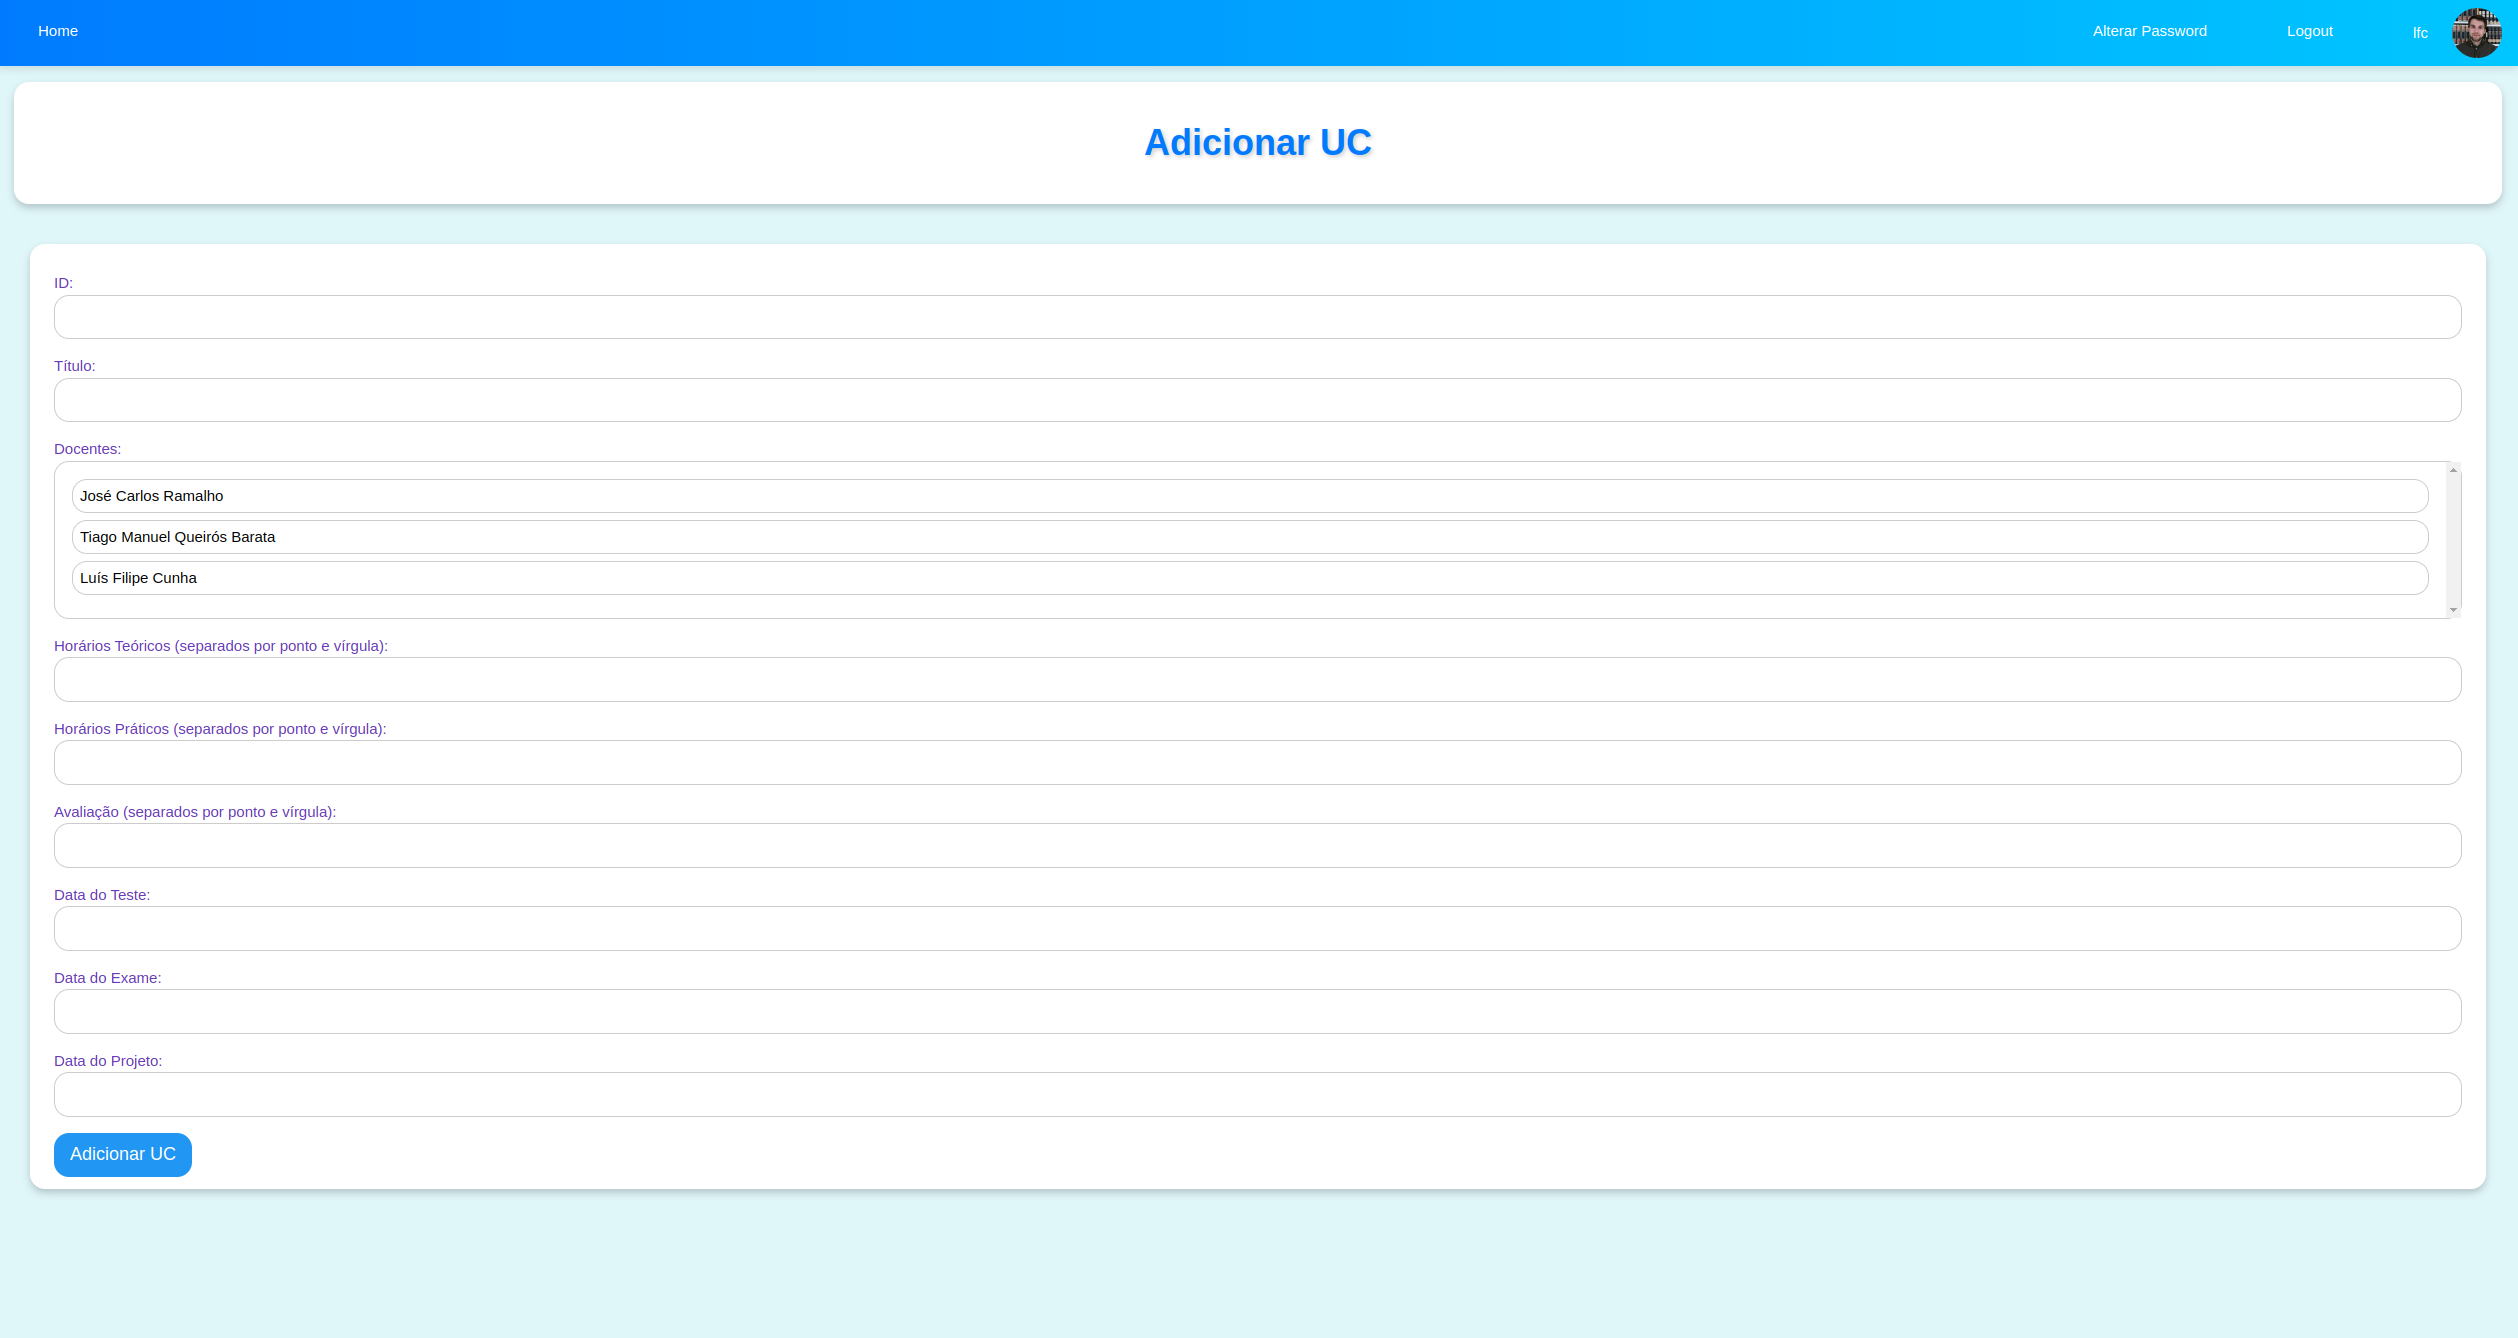 Home
Alterar Password
Logout
lfc
Adicionar UC
ID:
Título:
Docentes:
José Carlos Ramalho
Tiago Manuel Queirós Barata
Luís Filipe Cunha
Horários Teóricos (separados por ponto e vírgula):
Horários Práticos (separados por ponto e vírgula):
Avaliação (separados por ponto e vírgula):
Data do Teste:
Data do Exame:
Data do Projeto:
Adicionar UC